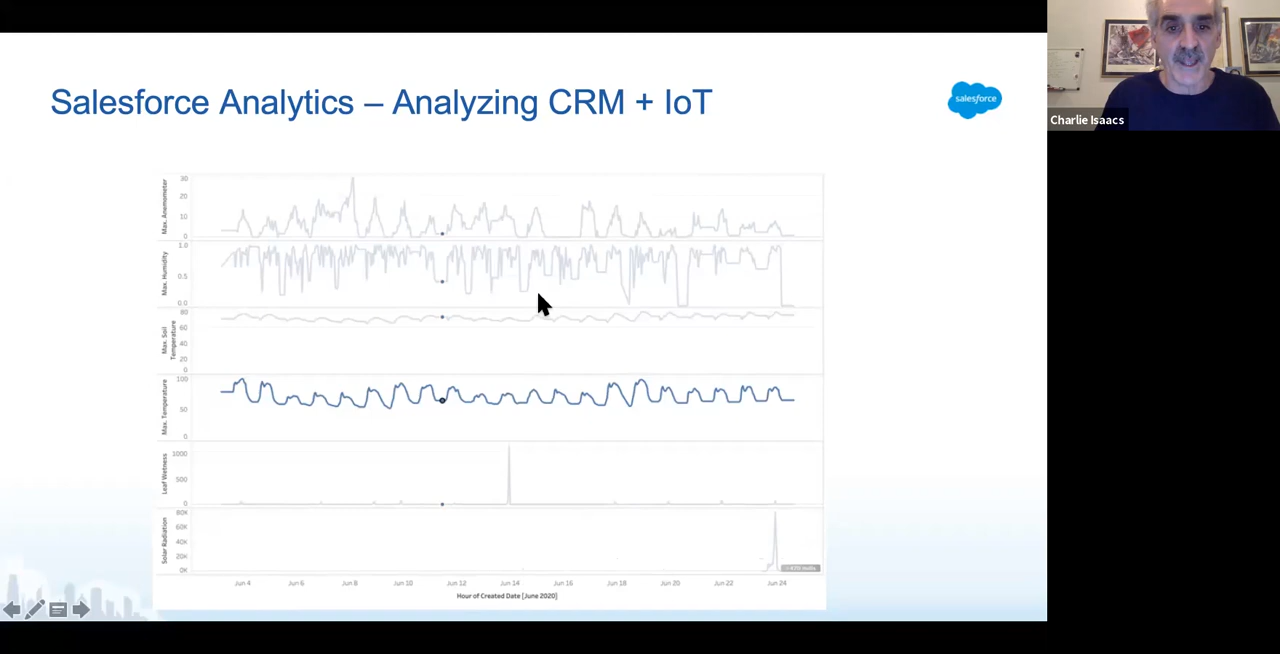 Salesforce Analytics – Analyzing CRM + IoT
salesforce
Charlie Isaacs
Max. Anemometer
30
20
10
0
Max. Humidity
1.0
0.5
0.0
Max. Soil
Temperature
80
60
40
20
0
Max. Temperature
100
50
0
Leaf Wetness
1000
500
0
Solar Radiation
80K
60K
40K
20K
0K
Jun 4 Jun 6 Jun 8 Jun 10 Jun 12 Jun 14 Jun 16 Jun 18 Jun 20 Jun 22 Jun 24
Hour of Created Date [June 2020]